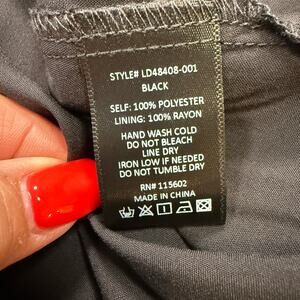 STYLE# LD48408-001
BLACK
SELF: 100% POLYESTER
LINING: 100% RAYON
HAND WASH COLD
DO NOT BLEACH
LINE DRY
IRON LOW IF NEEDED
DO NOT TUMBLE DRY
RN# 115602
MADE IN CHINA